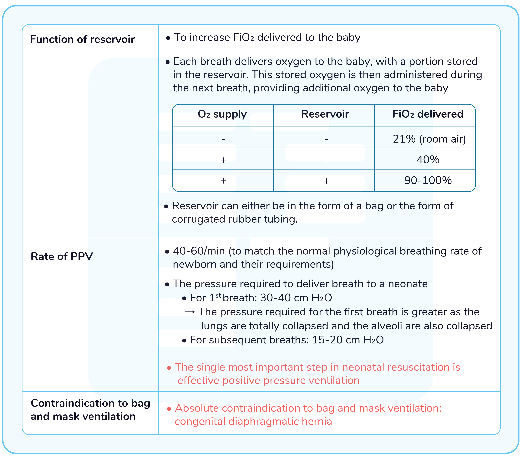 Function of reservoir
• To increase FiO₂ delivered to the baby
• Each breath delivers oxygen to the baby, with a portion stored
in the reservoir. This stored oxygen is then administered during
the next breath, providing additional oxygen to the baby
O₂ supply Reservoir FiO₂ delivered
- - 21% (room air)
+ 40%
+ + 90-100%
• Reservoir can either be in the form of a bag or the form of
corrugated rubber tubing.
Rate of PPV
• 40-60/min (to match the normal physiological breathing rate of
newborn and their requirements)
• The pressure required to deliver breath to a neonate
• For 1st breath: 30-40 cm H₂O
→ The pressure required for the first breath is greater as the
lungs are totally collapsed and the alveoli are also collapsed
• For subsequent breaths: 15-20 cm H₂O
• The single most important step in neonatal resuscitation is
effective positive pressure ventilation
Contraindication to bag
and mask ventilation
• Absolute contraindication to bag and mask ventilation:
congenital diaphragmatic hernia